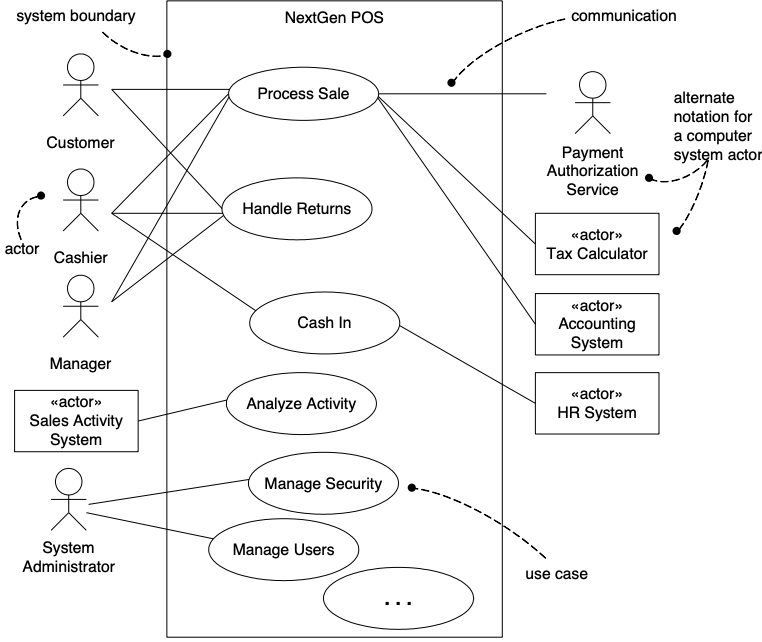 system boundary
NextGen POS
communication
Process Sale
Customer
alternate
notation for
a computer
system actor
Payment
Authorization
Service
Handle Returns
actor
Cashier
«actor»
Tax Calculator
Cash In
«actor»
Accounting
System
Manager
«actor»
Sales Activity
System
Analyze Activity
«actor»
HR System
Manage Security
System
Administrator
Manage Users
use case
. . .